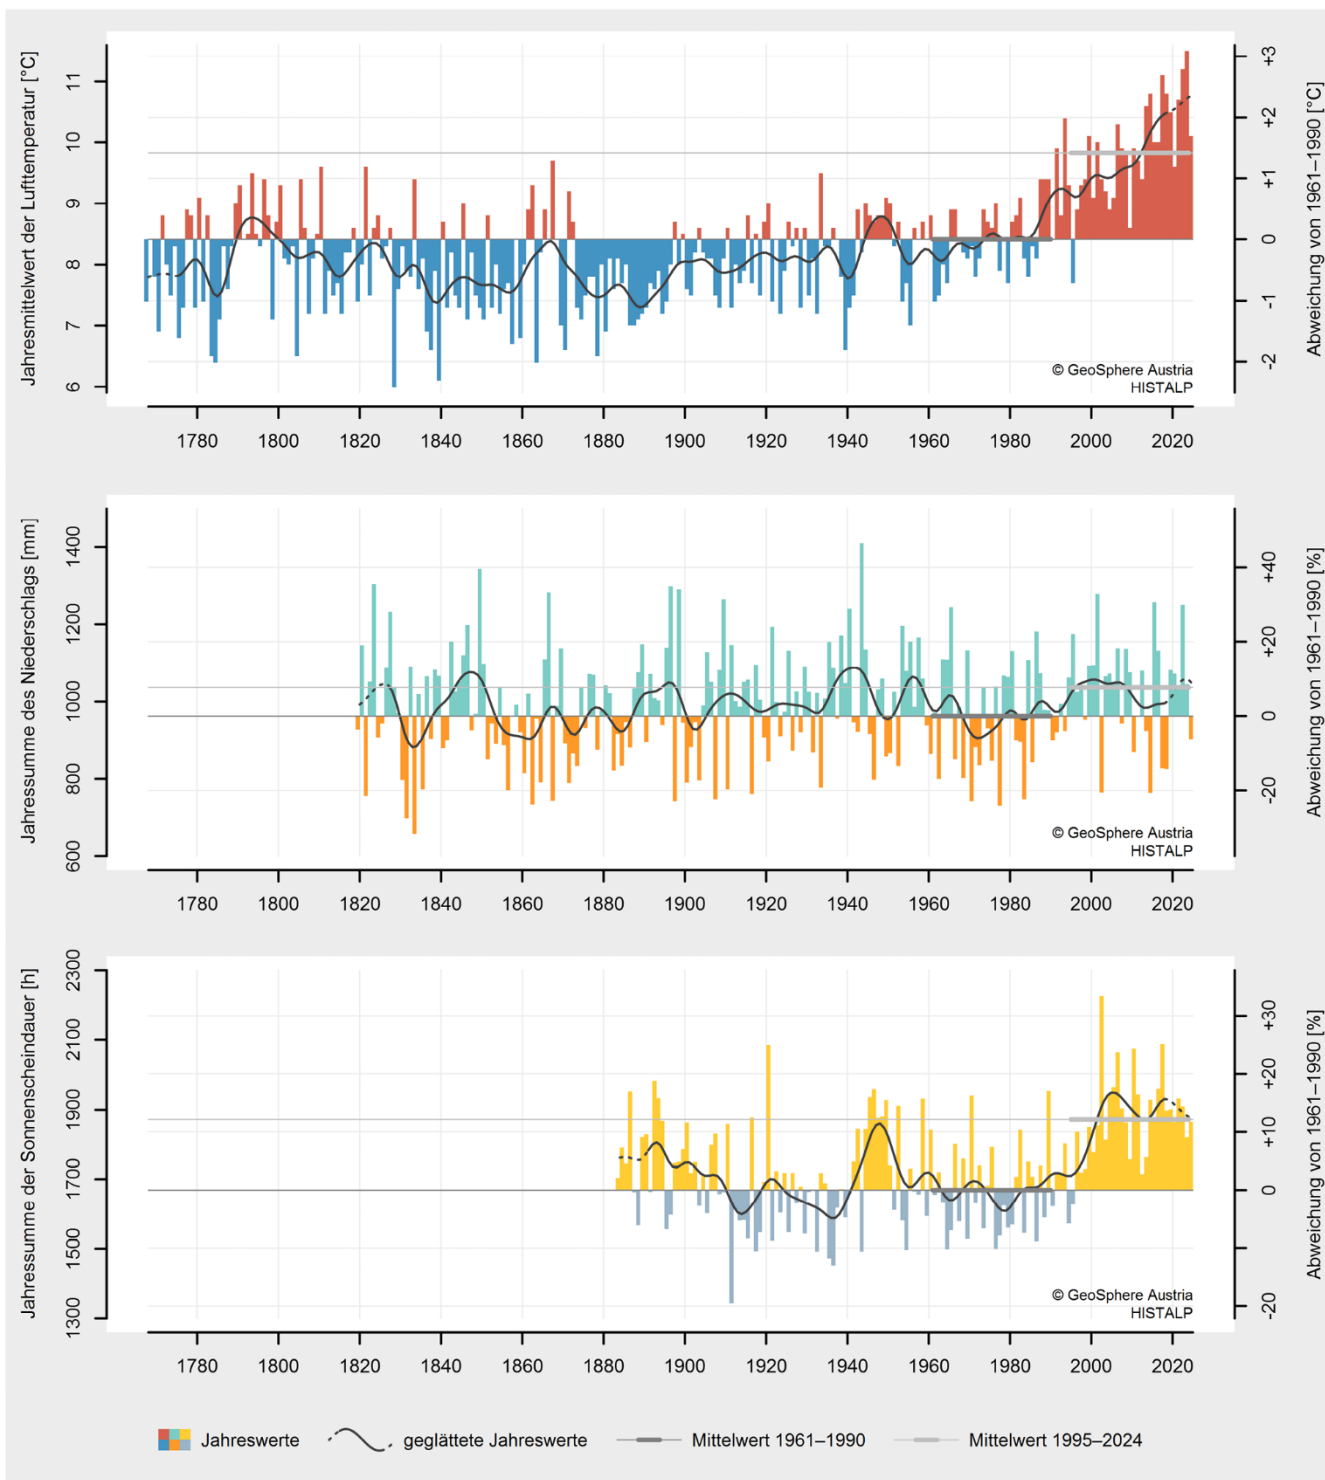 Jahresmittelwert der Lufttemperatur [°C]
6 7 8 9 10 11
-2 -1 0 +1 +2 +3
Abweichung von 1961–1990 [°C]
© GeoSphere Austria
HISTALP
1780 1800 1820 1840 1860 1880 1900 1920 1940 1960 1980 2000 2020
Jahressumme des Niederschlags [mm]
600 800 1000 1200 1400
-20 0 +20 +40
Abweichung von 1961–1990 [%]
© GeoSphere Austria
HISTALP
1780 1800 1820 1840 1860 1880 1900 1920 1940 1960 1980 2000 2020
Jahressumme der Sonnenscheindauer [h]
1300 1500 1700 1900 2100 2300
-20 0 +10 +20 +30
Abweichung von 1961–1990 [%]
© GeoSphere Austria
HISTALP
1780 1800 1820 1840 1860 1880 1900 1920 1940 1960 1980 2000 2020
Jahreswerte geglättete Jahreswerte Mittelwert 1961–1990 Mittelwert 1995–2024